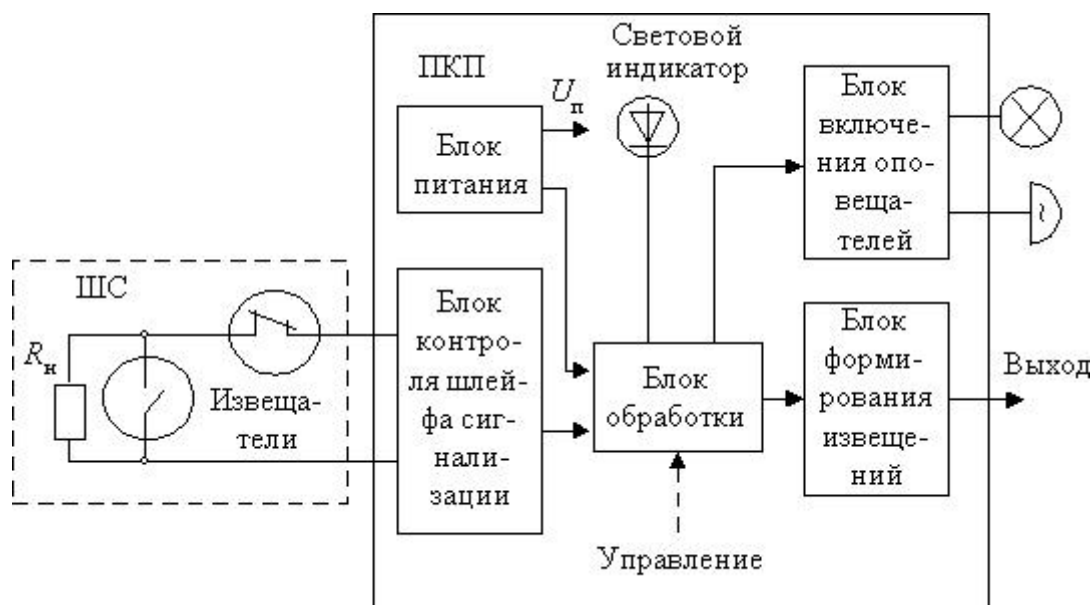 ПКП
Световой
индикатор
Uп
Блок
питания
Блок
включе-
ния опо-
веща-
телей
~
ШС
Rн
Извеща-
тели
Блок
контро-
ля шлей-
фа сиг-
нали-
зации
Блок
обработки
Блок
форми-
рования
извеще-
ний
Выход
Управление